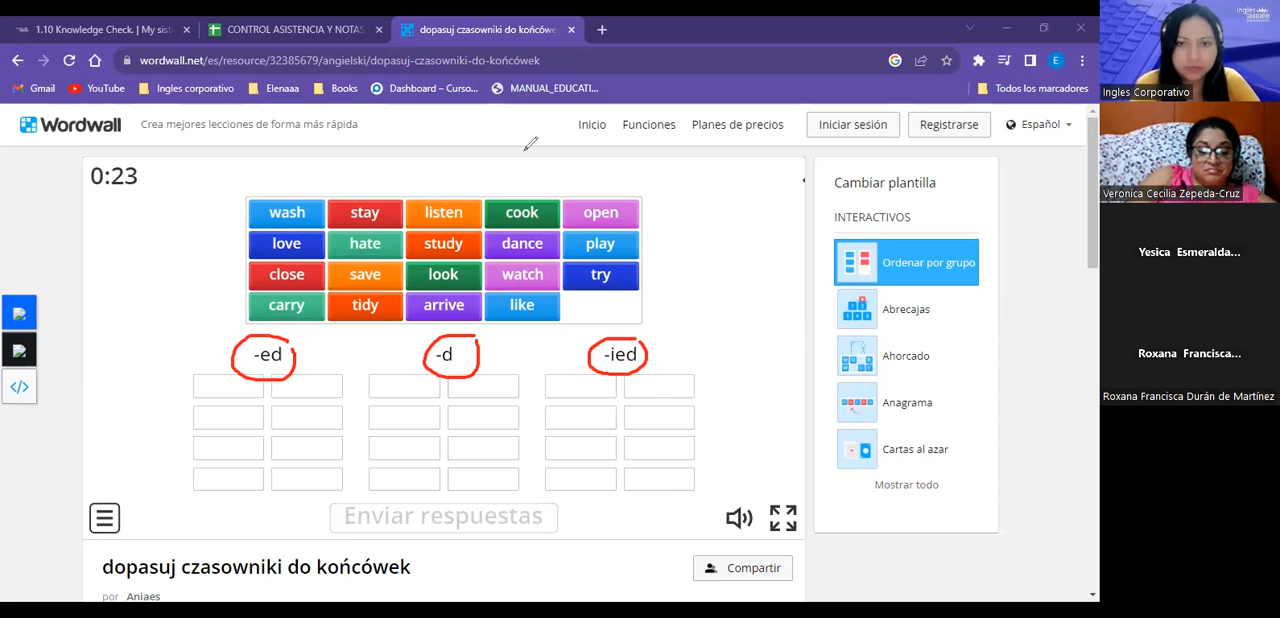 1.10 Knowledge Check. | My sist
CONTROL ASISTENCIA Y NOTAS
dopasuj czasowniki do końców
wordwall.net/es/resource/32385679/angielski/dopasuj-czasowniki-do-końcówek
E
Gmail
YouTube
Ingles corporativo
Elenaaa
Books
Dashboard – Curso...
MANUAL_EDUCATI...
Todos los marcadores
Wordwall
Crea mejores lecciones de forma más rápida
Inicio
Funciones
Planes de precio
Iniciar sesión
Registrarse
Español
0:23
wash stay listen cook open
love hate study dance play
close save look watch try
carry tidy arrive like
-ed -d -ied
Enviar respuestas
dopasuj czasowniki do końcówek
Compartir
por Aniaes
Cambiar plantilla
INTERACTIVOS
Ordenar por grupo
Abrecajas
Ahorcado
Anagrama
Cartas al azar
Mostrar todo
Ingles Corporativo
Veronica Cecilia Zepeda-Cruz
Yesica Esmeralda...
Roxana Francisca...
Roxana Francisca Durán de Martínez